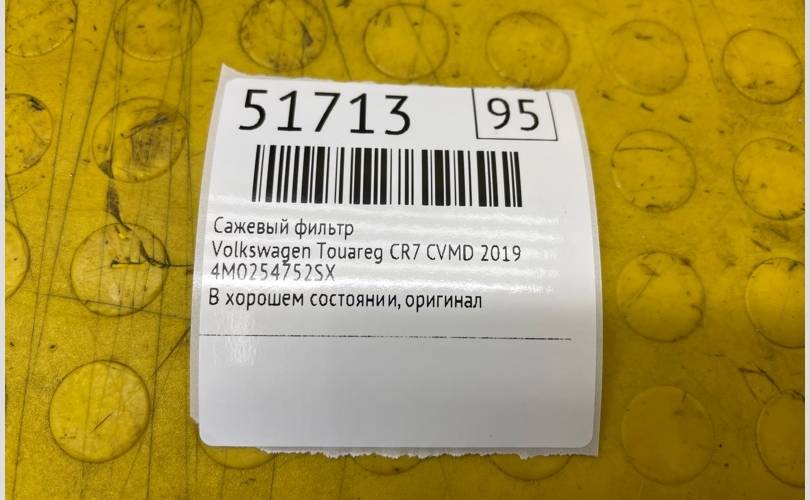 51713 95
Сажевый фильтр
Volkswagen Touareg CR7 CVMD 2019
4M0254752SX
В хорошем состоянии, оригинал